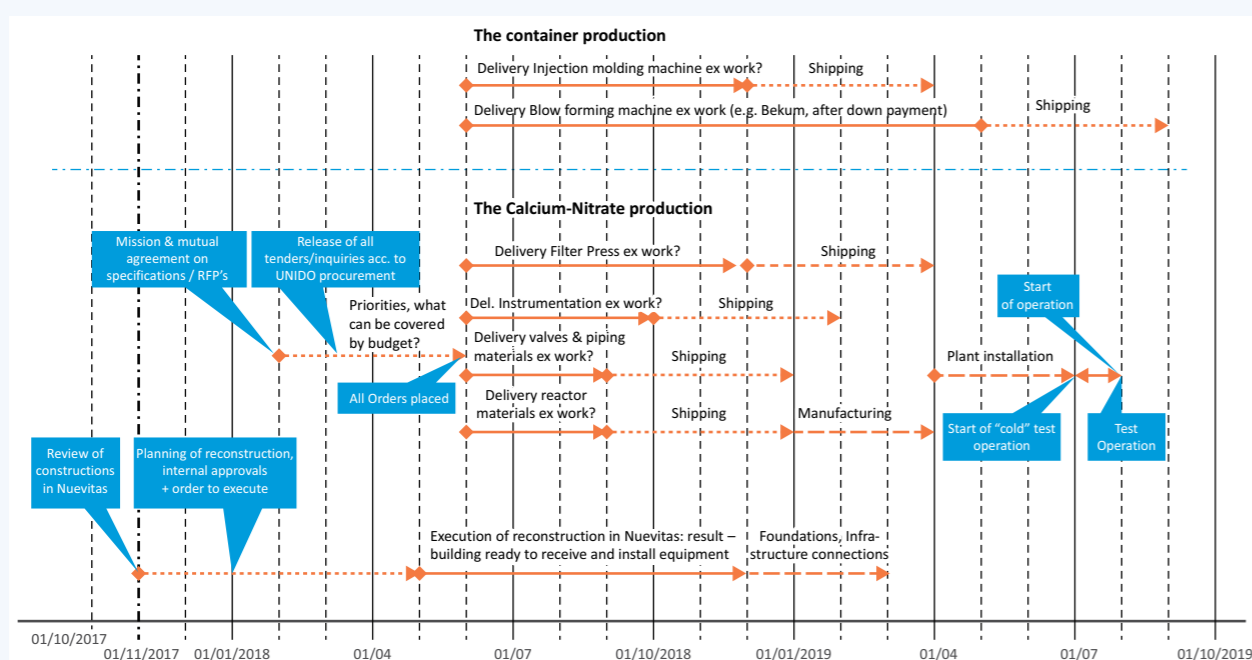 The container production
Delivery Injection molding machine ex work?
Shipping
Delivery Blow forming machine ex work (e.g. Bekum, after down payment)
Shipping
The Calcium-Nitrate production
Mission & mutual
agreement on
specifications / RFP's
Release of all
tenders/inquiries acc. to
UNIDO procurement
Delivery Filter Press ex work?
Shipping
Priorities, what
can be covered
by budget?
Del. Instrumentation ex work?
Shipping
Start
of operation
Delivery valves & piping
materials ex work?
Shipping
Plant installation
All Orders placed
Delivery reactor
materials ex work?
Shipping
Manufacturing
Start of "cold" test
operation
Test
Operation
Review of
constructions
in Nuevitas
Planning of reconstruction,
internal approvals
+ order to execute
Execution of reconstruction in Nuevitas: result –
building ready to receive and install equipment
Foundations, Infra-
structure connections
01/10/2017
01/11/2017
01/01/2018
01/04
01/07
01/10/2018
01/01/2019
01/04
01/07
01/10/2019